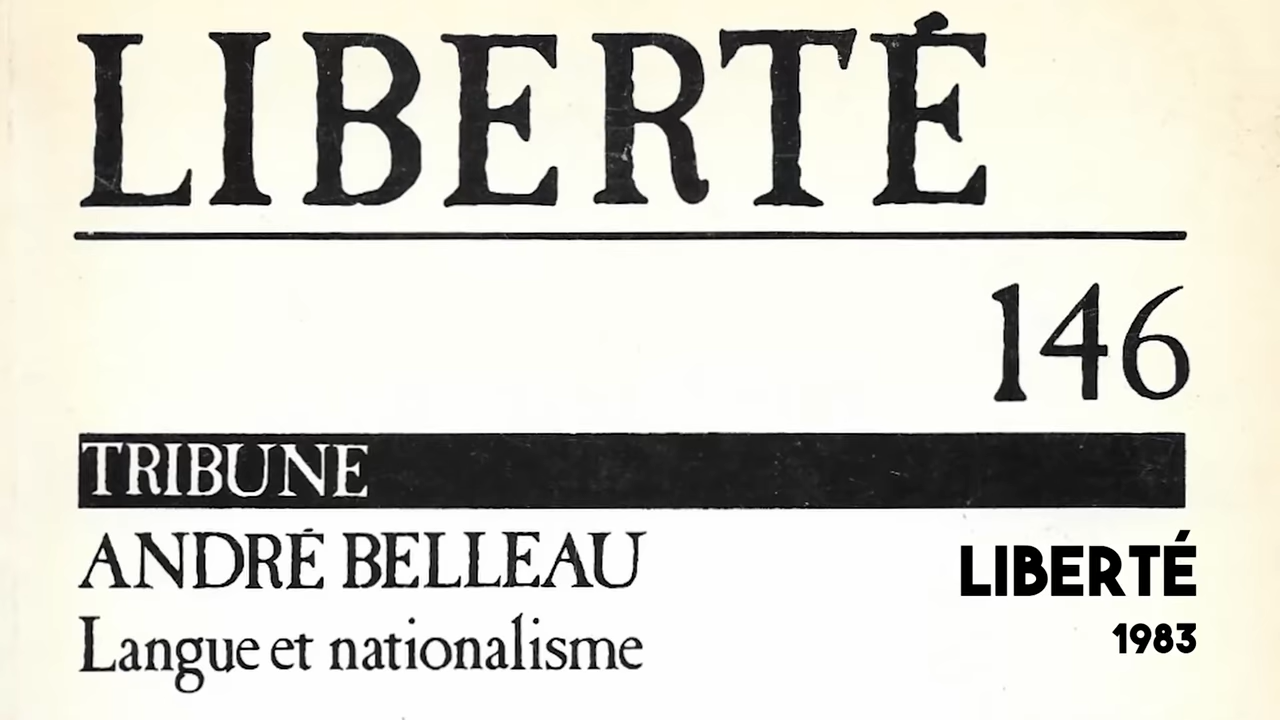 LIBERTÉ
146
TRIBUNE
ANDRÉ BELLEAU
Langue et nationalisme
LIBERTÉ
1983